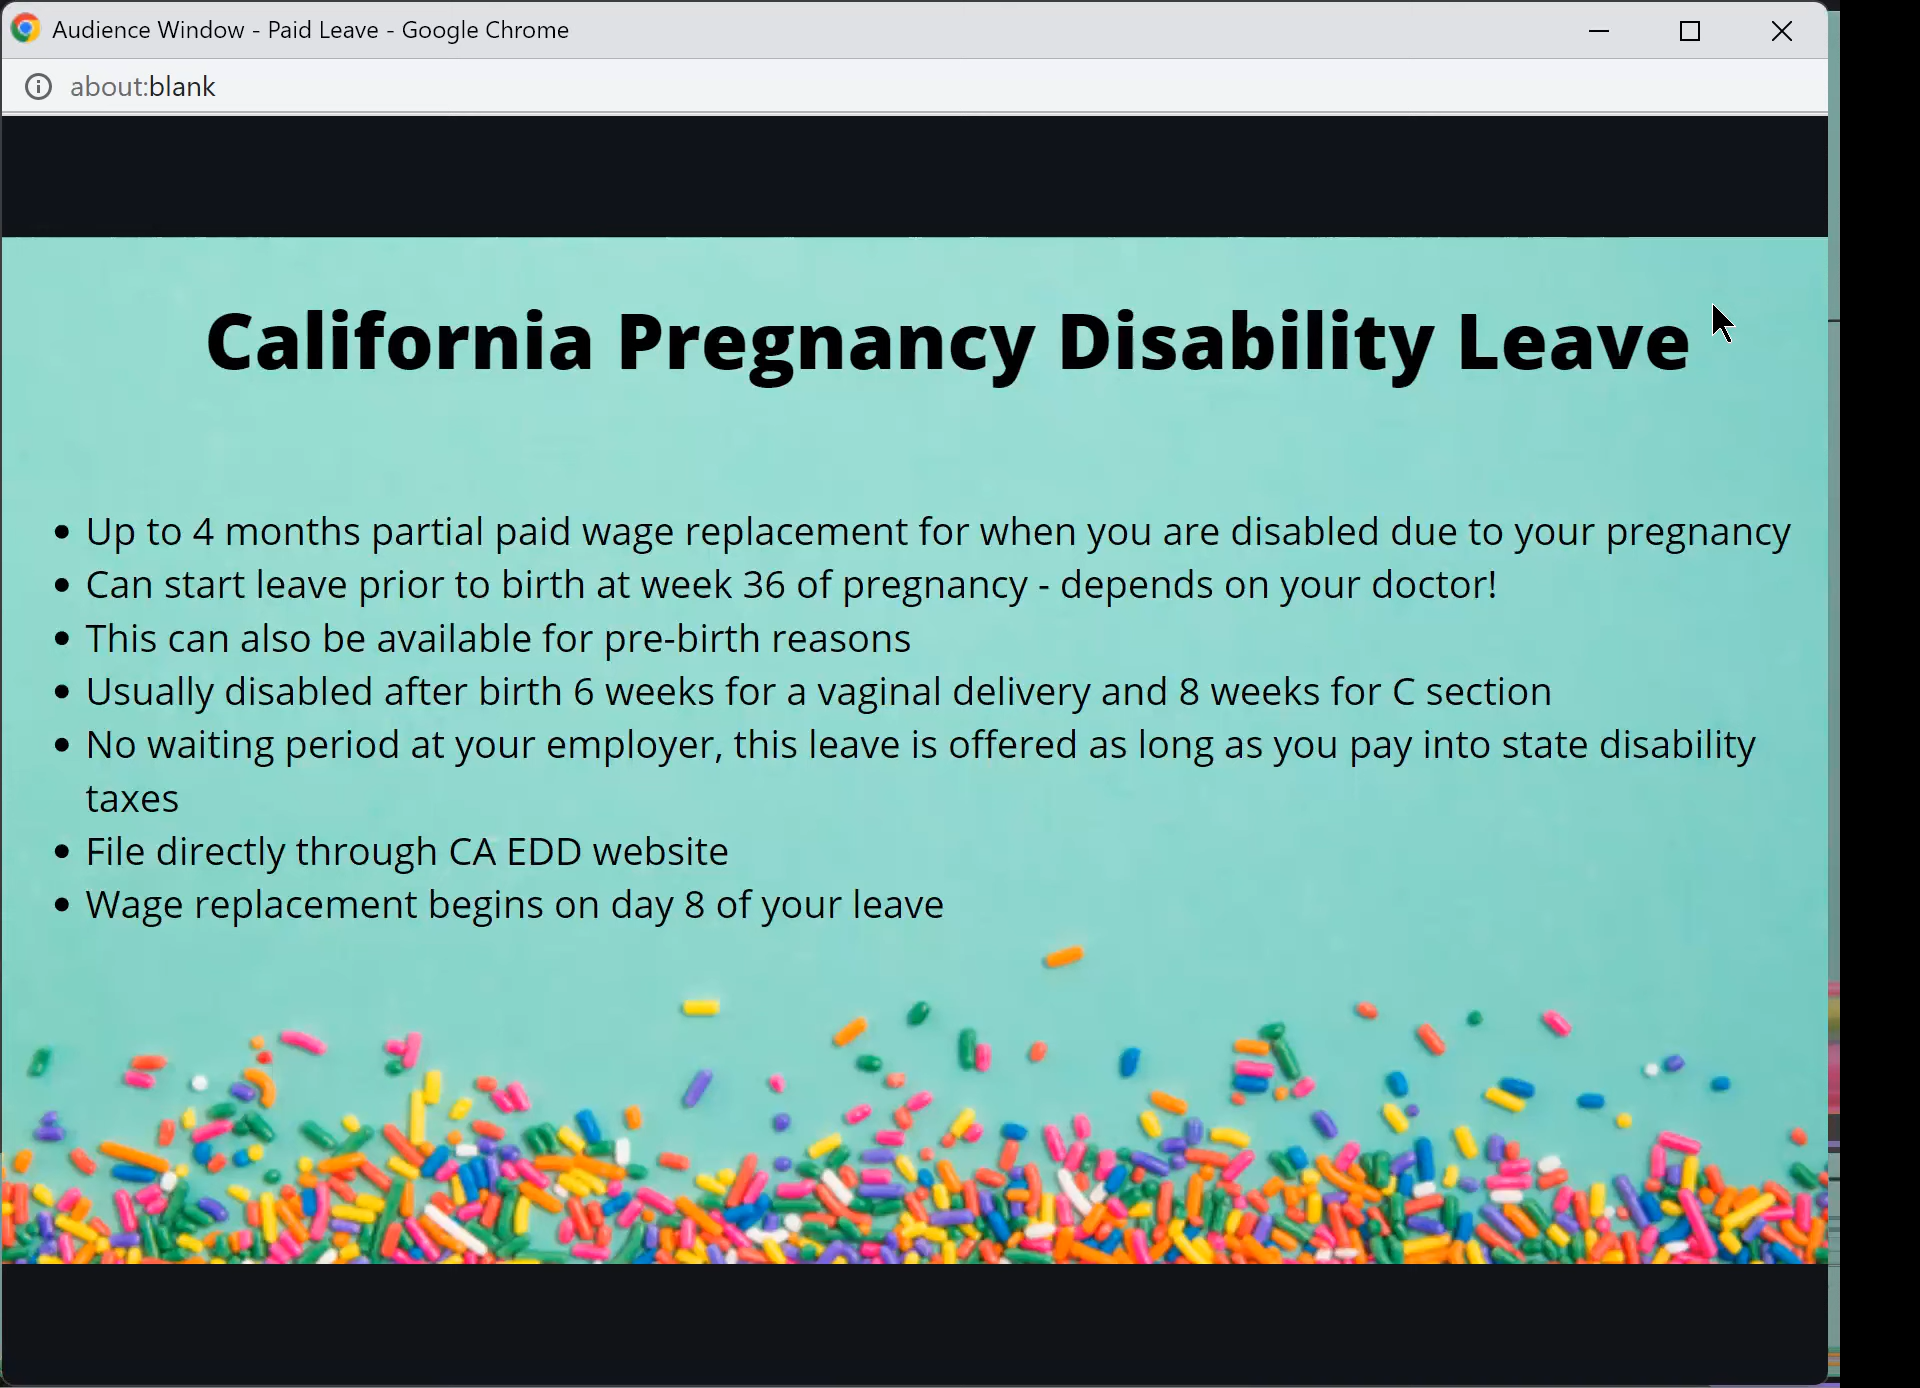 Audience Window - Paid Leave - Google Chrome
about:blank
California Pregnancy Disability Leave
• Up to 4 months partial paid wage replacement for when you are disabled due to your pregnancy
• Can start leave prior to birth at week 36 of pregnancy - depends on your doctor!
• This can also be available for pre-birth reasons
• Usually disabled after birth 6 weeks for a vaginal delivery and 8 weeks for C section
• No waiting period at your employer, this leave is offered as long as you pay into state disability
taxes
• File directly through CA EDD website
• Wage replacement begins on day 8 of your leave